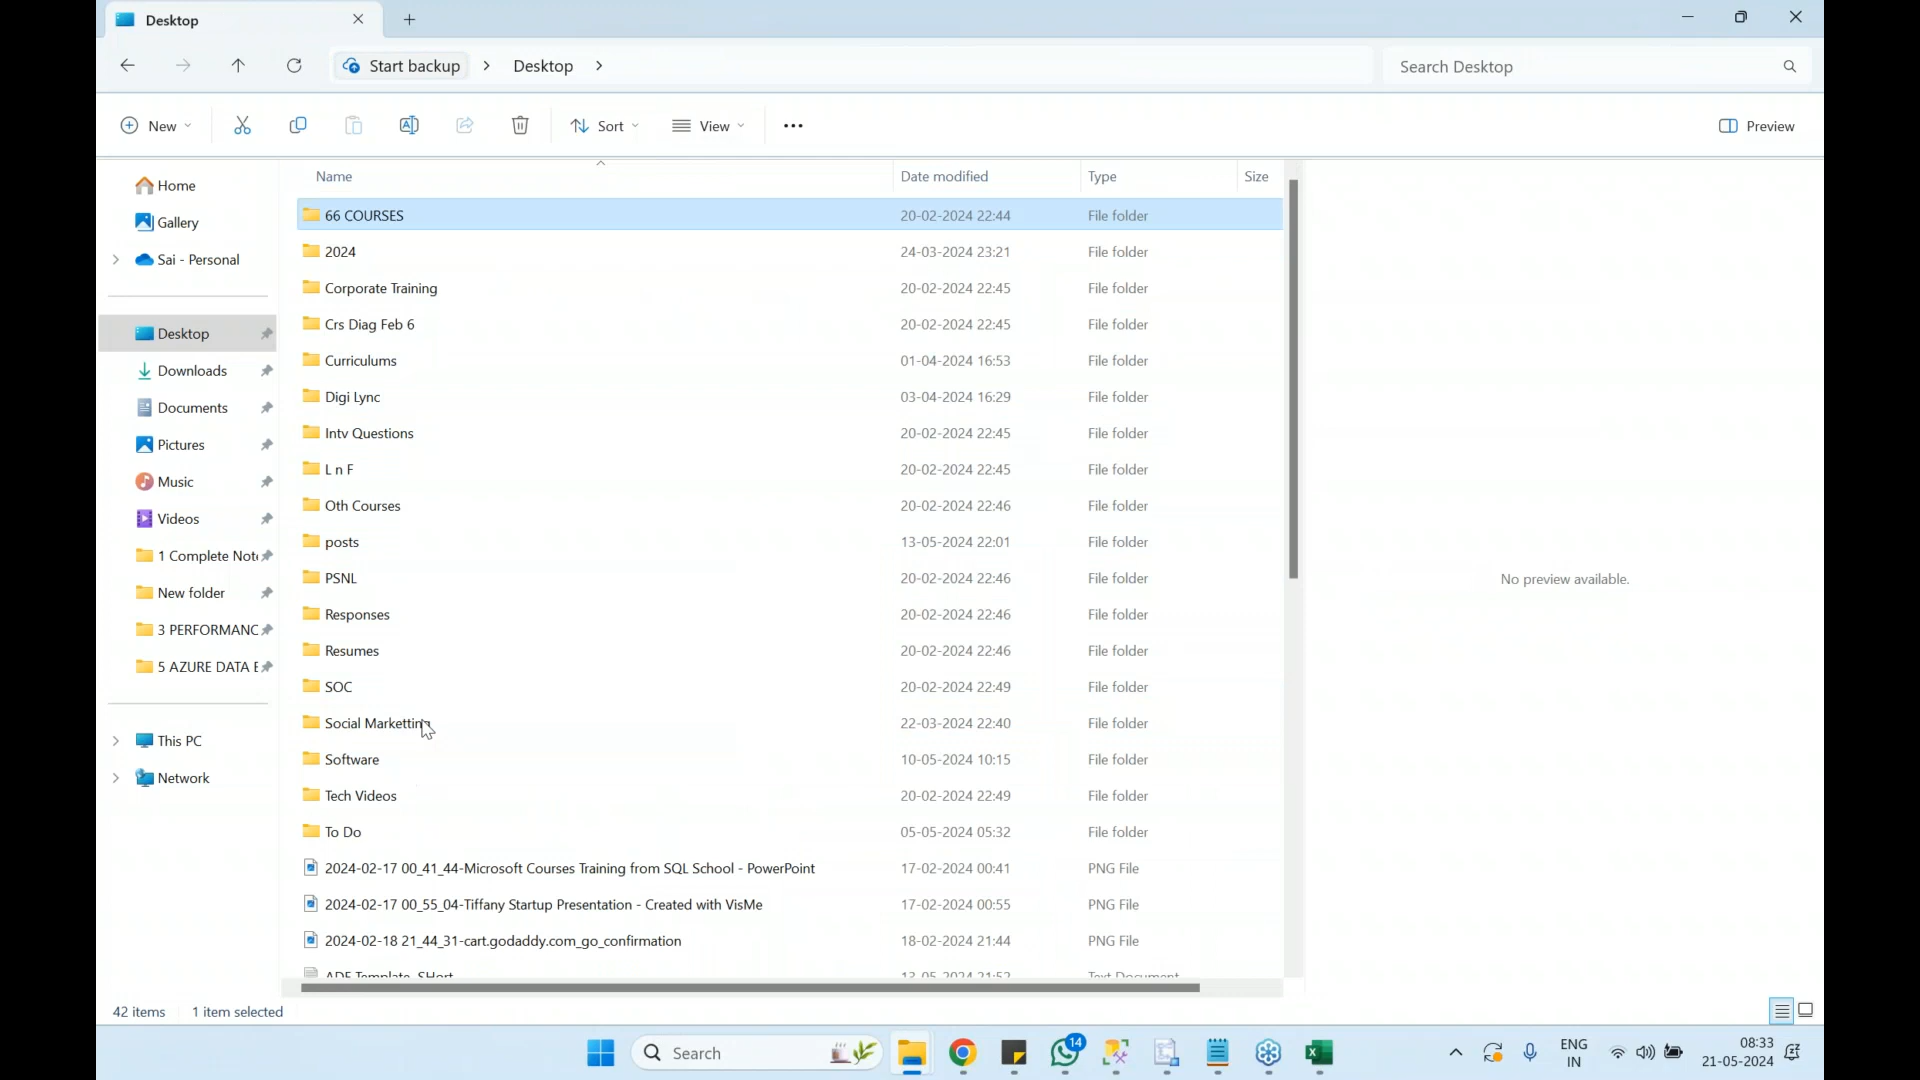 Desktop
Start backup > Desktop >
Search Desktop
New
Sort
View
Preview
Home
Gallery
Sai - Personal
Desktop
Downloads
Documents
Pictures
Music
Videos
1 Complete Not
New folder
3 PERFORMANC
5 AZURE DATA E
This PC
Network
Name Date modified Type Size
66 COURSES 20-02-2024 22:44 File folder
2024 24-03-2024 23:21 File folder
Corporate Training 20-02-2024 22:45 File folder
Crs Diag Feb 6 20-02-2024 22:45 File folder
Curriculums 01-04-2024 16:53 File folder
Digi Lync 03-04-2024 16:29 File folder
Intv Questions 20-02-2024 22:45 File folder
L n F 20-02-2024 22:45 File folder
Oth Courses 20-02-2024 22:46 File folder
posts 13-05-2024 22:01 File folder
PSNL 20-02-2024 22:46 File folder
Responses 20-02-2024 22:46 File folder
Resumes 20-02-2024 22:46 File folder
SOC 20-02-2024 22:49 File folder
Social Marketting 22-03-2024 22:40 File folder
Software 10-05-2024 10:15 File folder
Tech Videos 20-02-2024 22:49 File folder
To Do 05-05-2024 05:32 File folder
2024-02-17 00_41_44-Microsoft Courses Training from SQL School - PowerPoint 17-02-2024 00:41 PNG File
2024-02-17 00_55_04-Tiffany Startup Presentation - Created with VisMe 17-02-2024 00:55 PNG File
2024-02-18 21_44_31-cart.godaddy.com_go_confirmation 18-02-2024 21:44 PNG File
ADF Template SHort 13-05-2024 21:52 Text Document
No preview available.
42 items 1 item selected
Search
14
ENG
IN
08:33
21-05-2024